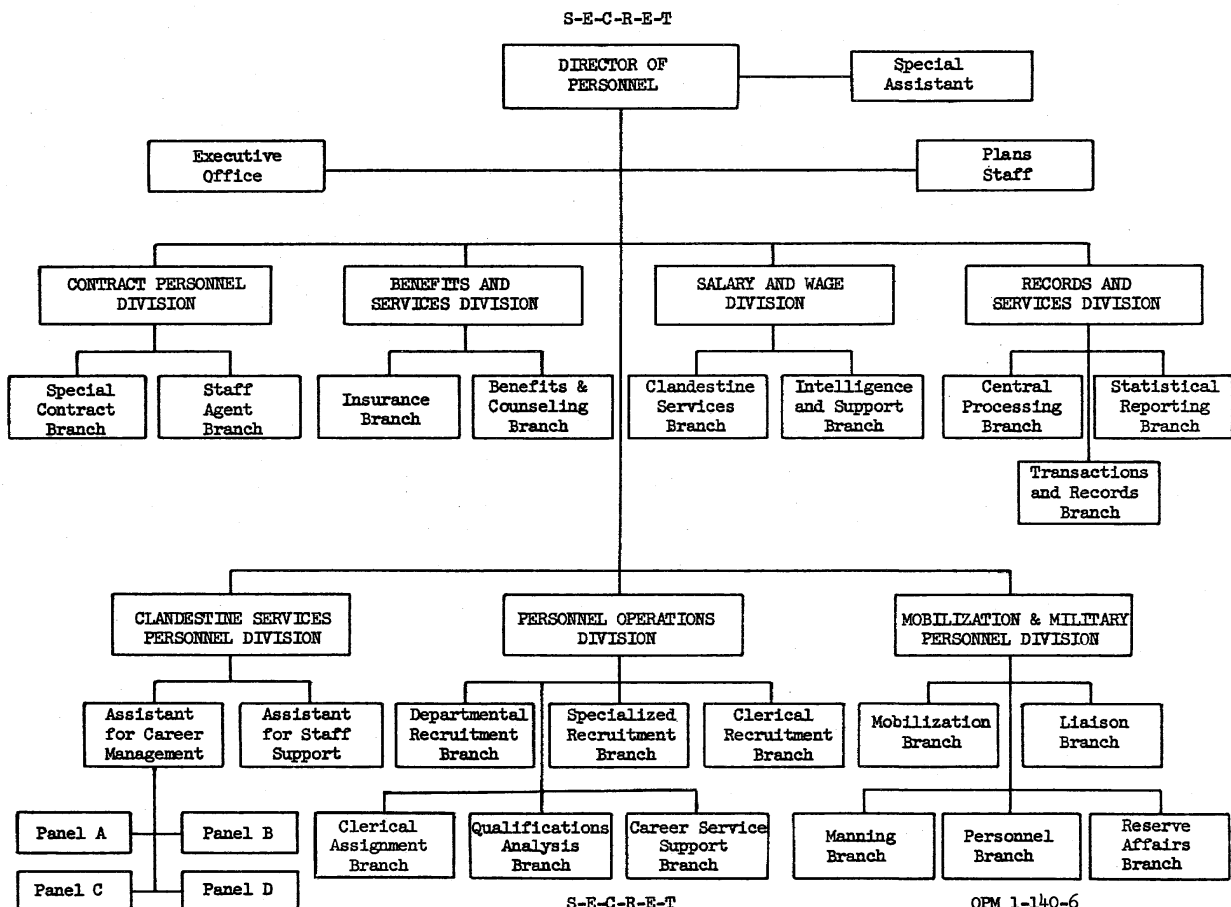 S-E-C-R-E-T
DIRECTOR OF
PERSONNEL
Special
Assistant
Executive
Office
Plans
Staff
CONTRACT PERSONNEL
DIVISION
BENEFITS AND
SERVICES DIVISION
SALARY AND WAGE
DIVISION
RECORDS AND
SERVICES DIVISION
Special
Contract
Branch
Staff
Agent
Branch
Insurance
Branch
Benefits &
Counseling
Branch
Clandestine
Services
Branch
Intelligence
and Support
Branch
Central
Processing
Branch
Statistical
Reporting
Branch
Transactions
and Records
Branch
CLANDESTINE SERVICES
PERSONNEL DIVISION
PERSONNEL OPERATIONS
DIVISION
MOBILIZATION & MILITARY
PERSONNEL DIVISION
Assistant
for Career
Management
Assistant
for Staff
Support
Departmental
Recruitment
Branch
Specialized
Recruitment
Branch
Clerical
Recruitment
Branch
Mobilization
Branch
Liaison
Branch
Panel A
Panel B
Panel C
Panel D
Clerical
Assignment
Branch
Qualifications
Analysis
Branch
Career Service
Support
Branch
Manning
Branch
Personnel
Branch
Reserve
Affairs
Branch
S-E-C-R-E-T
OPM 1-140-6